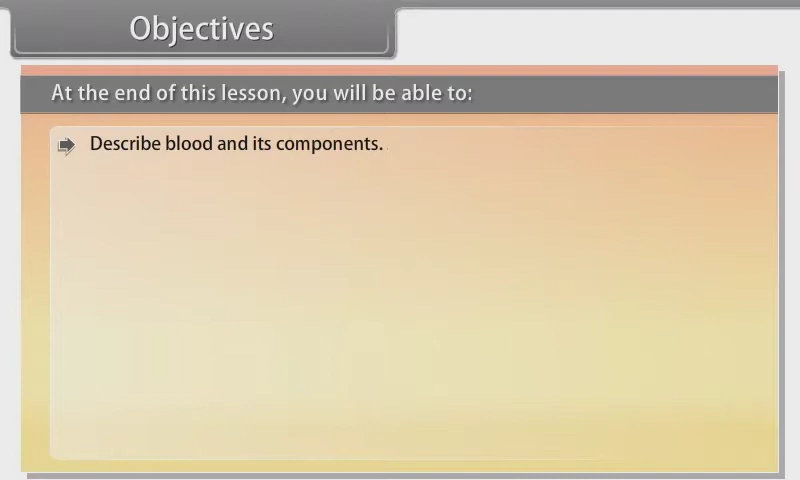 Objectives
At the end of this lesson, you will be able to:
Describe blood and its components.